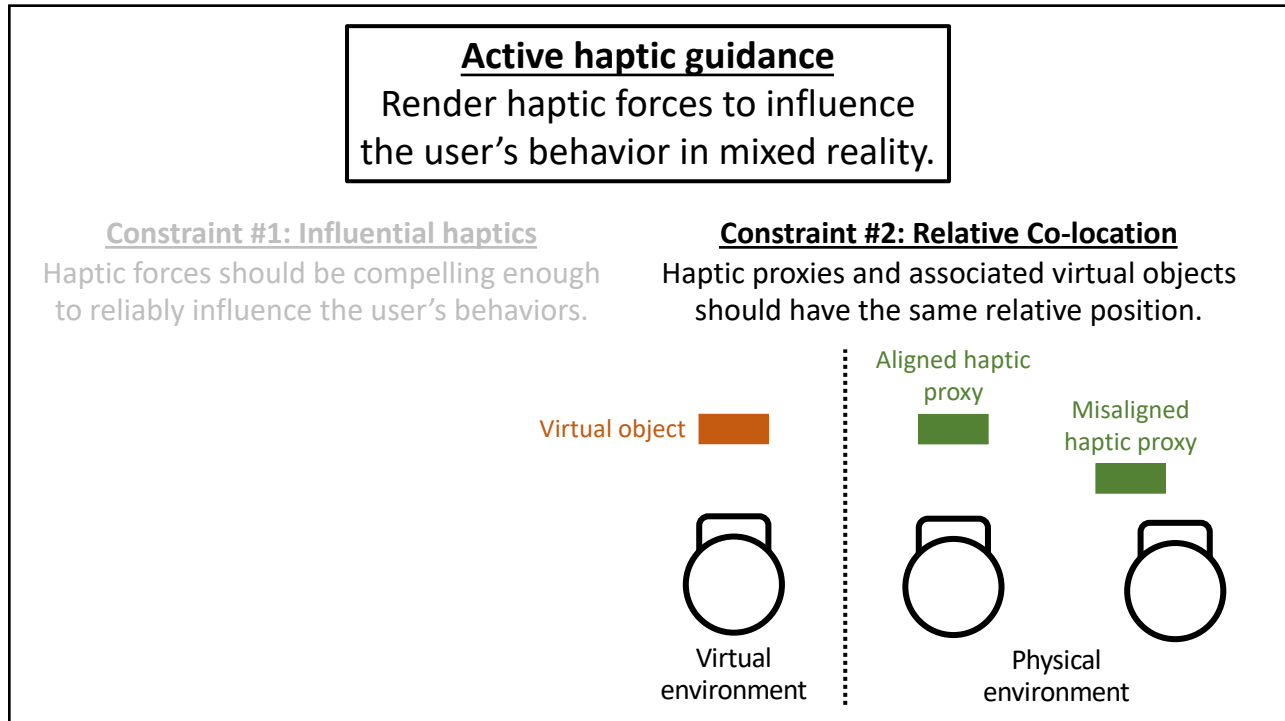 Active haptic guidance
Render haptic forces to influence
the user's behavior in mixed reality.
Constraint #1: Influential haptics
Haptic forces should be compelling enough
to reliably influence the user's behaviors.
Constraint #2: Relative Co-location
Haptic proxies and associated virtual objects
should have the same relative position.
Virtual object
Aligned haptic
proxy
Misaligned
haptic proxy
Virtual
environment
Physical
environment